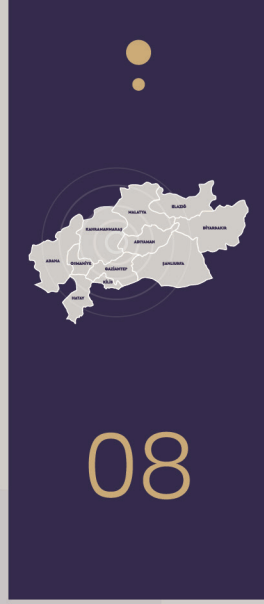 ELAZIĞ
MALATYA
DİYARBAKIR
KAHRAMANMARAŞ
ADIYAMAN
ADANA
OSMANİYE
GAZİANTEP
ŞANLIURFA
KİLİS
HATAY
08